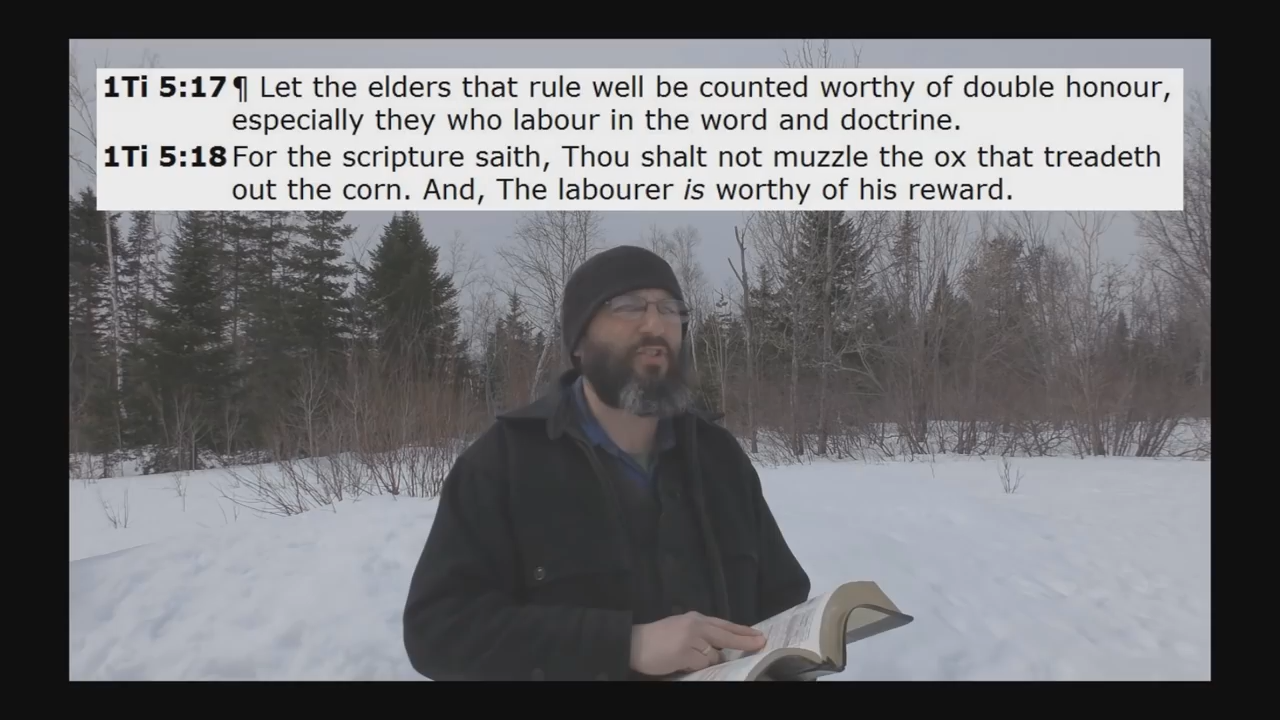 1Ti 5:17 ¶ Let the elders that rule well be counted worthy of double honour,
especially they who labour in the word and doctrine.
1Ti 5:18 For the scripture saith, Thou shalt not muzzle the ox that treadeth
out the corn. And, The labourer is worthy of his reward.